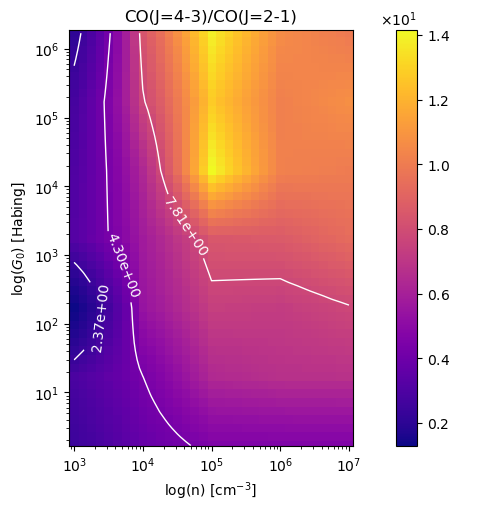 CO(J=4-3)/CO(J=2-1)
×10¹
10⁶
10⁵
10⁴
10³
10²
10¹
log(G₀) [Habing]
7.81e+00
4.30e+00
2.37e+00
10³ 10⁴ 10⁵ 10⁶ 10⁷
log(n) [cm⁻³]
1.4
1.2
1.0
0.8
0.6
0.4
0.2